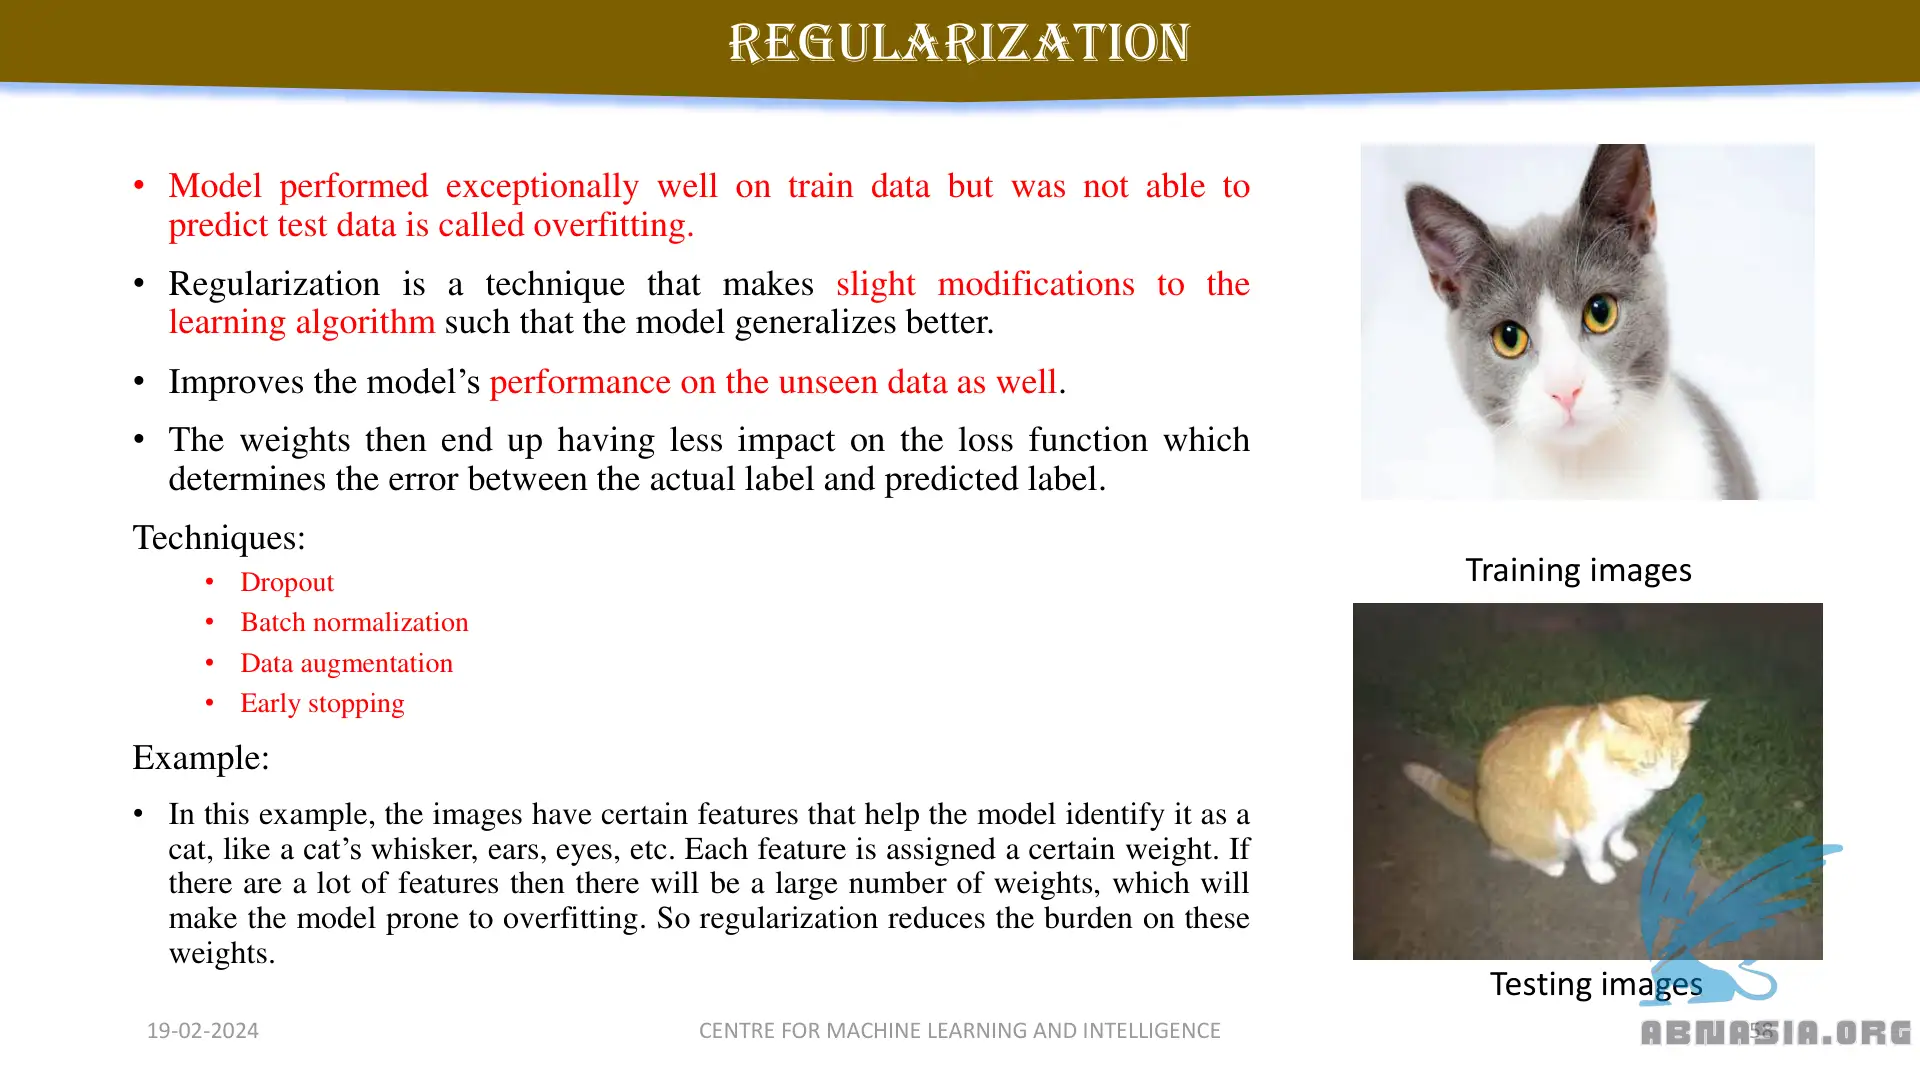 REGULARIZATION
• Model performed exceptionally well on train data but was not able to
predict test data is called overfitting.
• Regularization is a technique that makes slight modifications to the
learning algorithm such that the model generalizes better.
• Improves the model’s performance on the unseen data as well.
• The weights then end up having less impact on the loss function which
determines the error between the actual label and predicted label.
Techniques:
• Dropout
• Batch normalization
• Data augmentation
• Early stopping
Example:
• In this example, the images have certain features that help the model identify it as a
cat, like a cat’s whisker, ears, eyes, etc. Each feature is assigned a certain weight. If
there are a lot of features then there will be a large number of weights, which will
make the model prone to overfitting. So regularization reduces the burden on these
weights.
Training images
Testing images
19-02-2024
CENTRE FOR MACHINE LEARNING AND INTELLIGENCE
ABNASIA.ORG